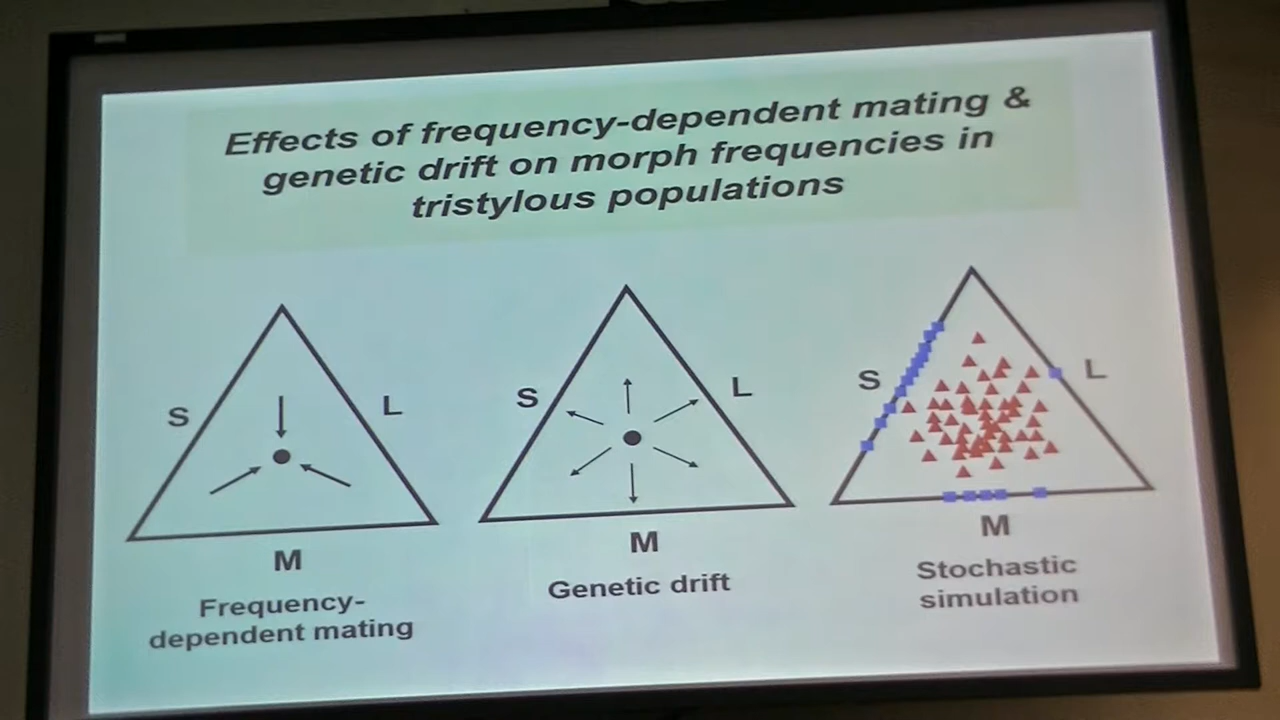 Effects of frequency-dependent mating &
genetic drift on morph frequencies in
tristylous populations
S
L
M
Frequency-
dependent mating
S
L
M
Genetic drift
S
L
M
Stochastic
simulation